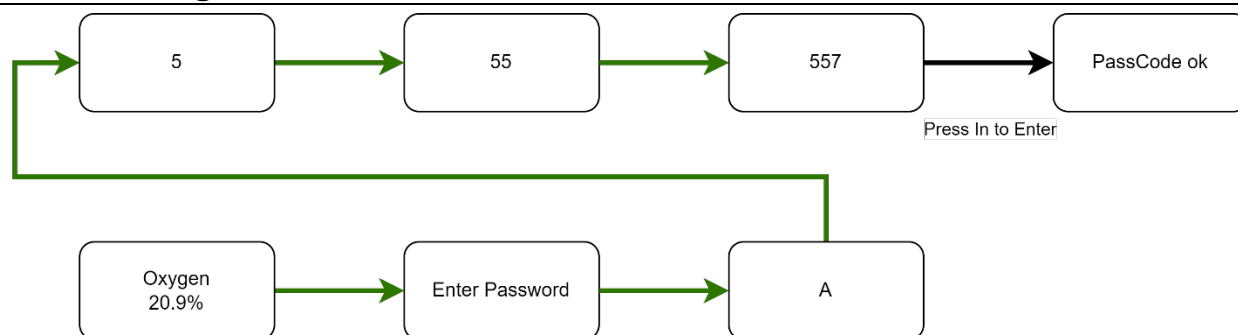 5
55
557
PassCode ok
Press In to Enter
Oxygen
20.9%
Enter Password
A